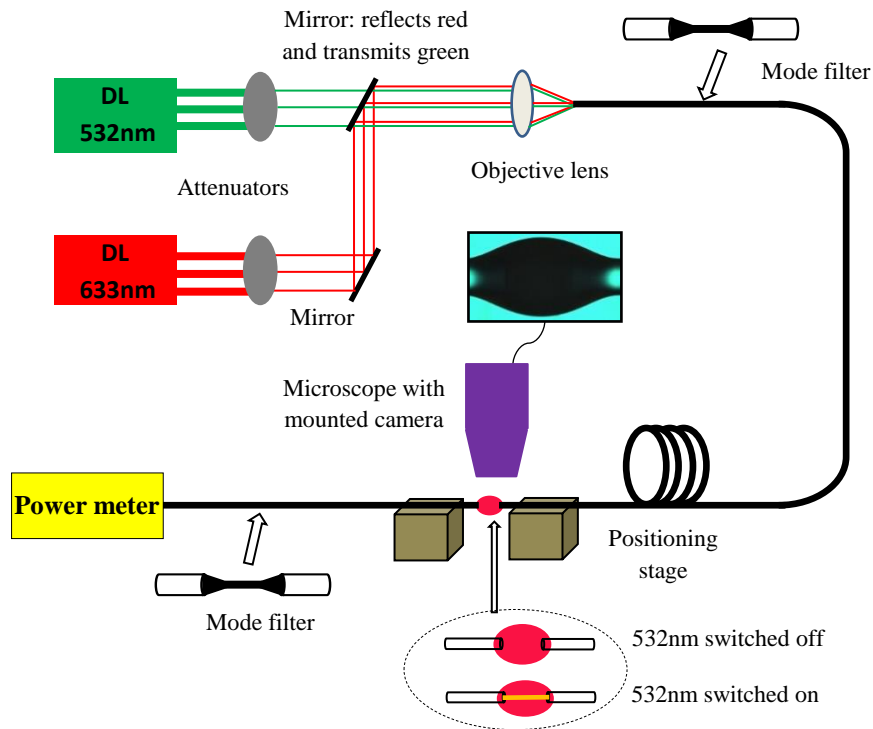 Mirror: reflects red
and transmits green
Mode filter
DL
532nm
Attenuators
Objective lens
DL
633nm
Mirror
Microscope with
mounted camera
Power meter
Positioning
stage
Mode filter
532nm switched off
532nm switched on